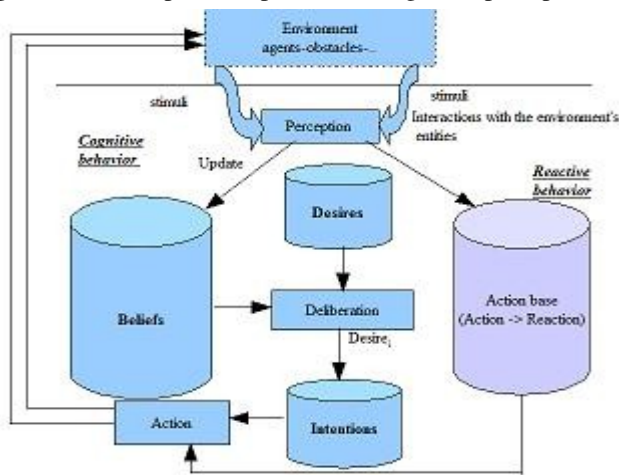 Environment
agents-obstacles-...
stimuli
stimuli
Interactions with the environment's
entities
Perception
Cognitive
behavior
Update
Reactive
behavior
Desires
Beliefs
Deliberation
Action base
(Action -> Reaction)
Desire_i
Action
Intentions